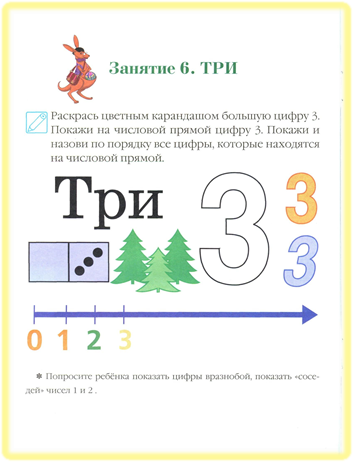 Занятие 6. ТРИ
Раскрась цветным карандашом большую цифру 3.
Покажи на числовой прямой цифру 3. Покажи и
назови по порядку все цифры, которые находятся
на числовой прямой.
Три 3 3
3
0 1 2 3
* Попросите ребёнка показать цифры вразнобой, показать «сосе-
дей» чисел 1 и 2 .